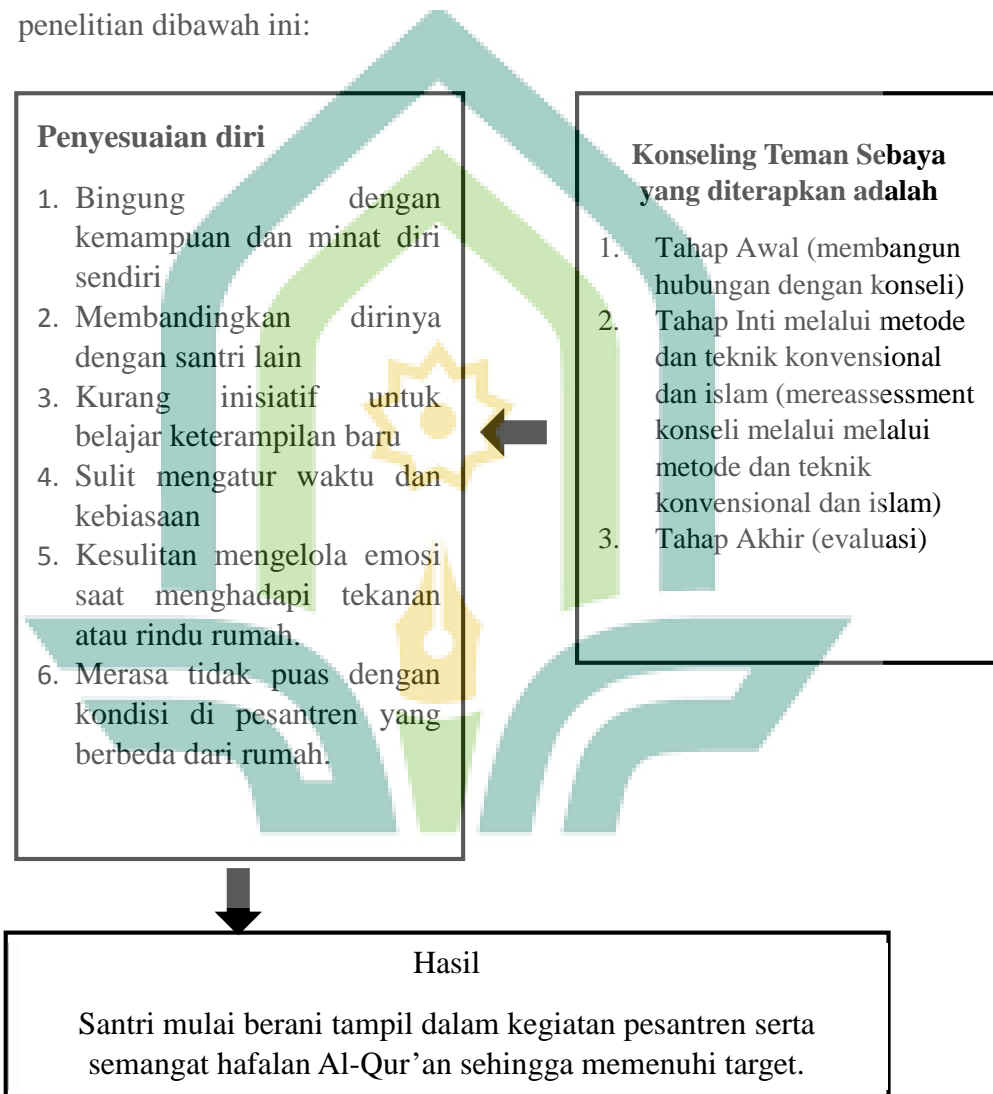 penelitian dibawah ini:
Penyesuaian diri
1. Bingung dengan
kemampuan dan minat diri
sendiri
2. Membandingkan dirinya
dengan santri lain
3. Kurang inisiatif untuk
belajar keterampilan baru
4. Sulit mengatur waktu dan
kebiasaan
5. Kesulitan mengelola emosi
saat menghadapi tekanan
atau rindu rumah.
6. Merasa tidak puas dengan
kondisi di pesantren yang
berbeda dari rumah.
Konseling Teman Sebaya
yang diterapkan adalah
1. Tahap Awal (membangun
hubungan dengan konseli)
2. Tahap Inti melalui metode
dan teknik konvensional
dan islam (mereassessment
konseli melalui melalui
metode dan teknik
konvensional dan islam)
3. Tahap Akhir (evaluasi)
Hasil
Santri mulai berani tampil dalam kegiatan pesantren serta
semangat hafalan Al-Qur’an sehingga memenuhi target.